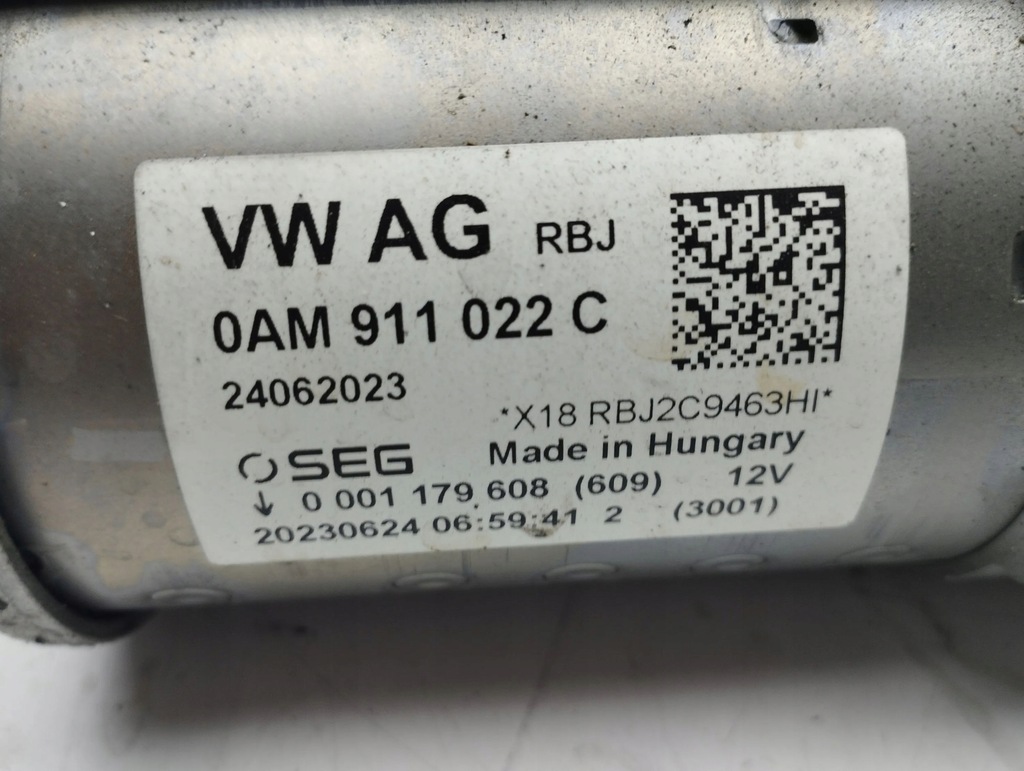 VW AG RBJ
0AM 911 022 C
24062023
*X18 RBJ2C9463HI*
SEG Made in Hungary
↓ 0 001 179 608 (609) 12V
20230624 06:59:41 2 (3001)